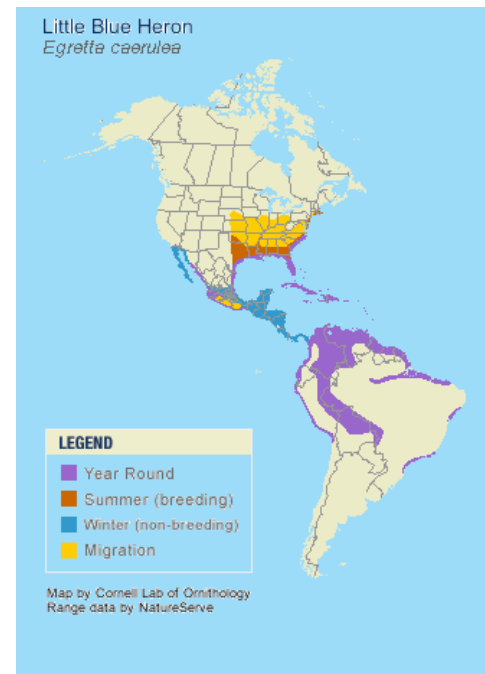 Little Blue Heron
Egretta caerulea
LEGEND
Year Round
Summer (breeding)
Winter (non-breeding)
Migration
Map by Cornell Lab of Ornithology
Range data by NatureServe